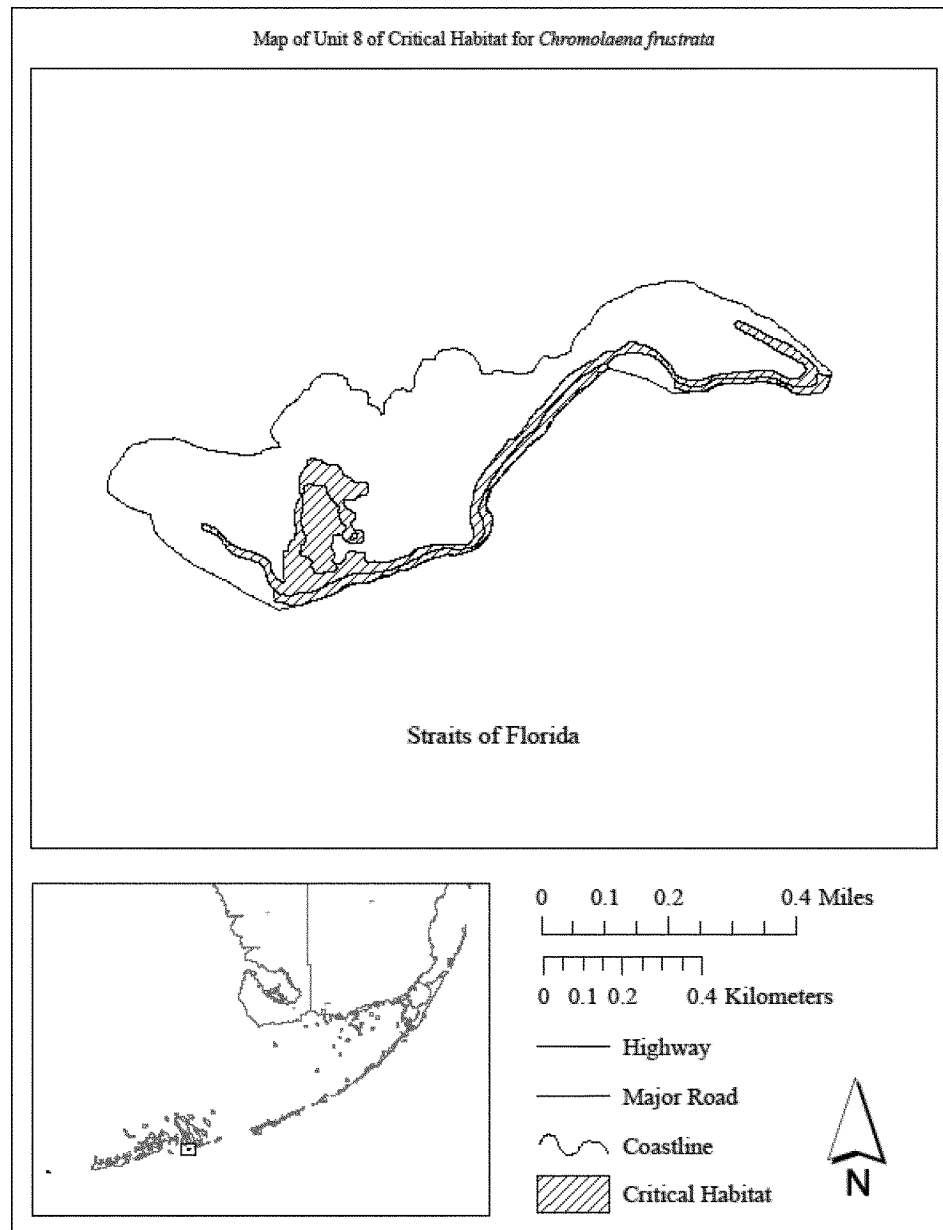 Map of Unit 8 of Critical Habitat for Chromolaena frustrata
Straits of Florida
0 0.1 0.2 0.4 Miles
0 0.1 0.2 0.4 Kilometers
Highway
Major Road
Coastline
Critical Habitat
N